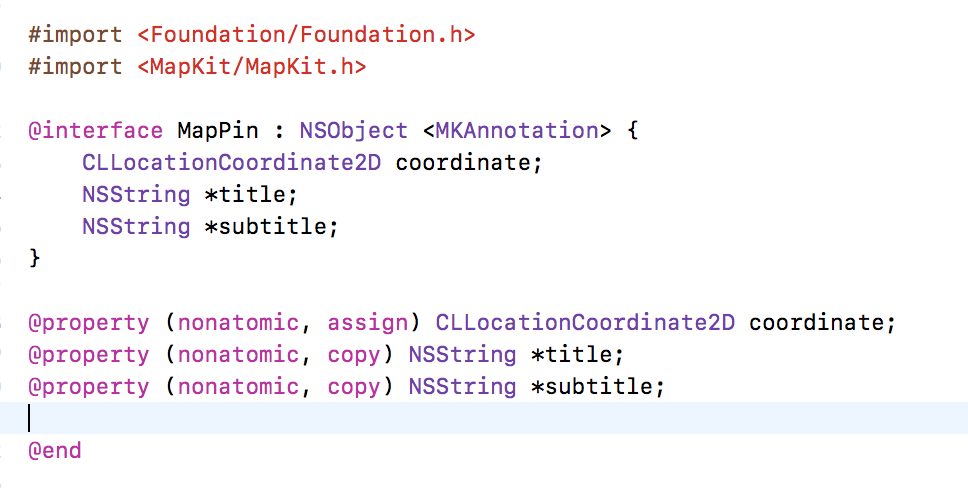 #import <Foundation/Foundation.h>
#import <MapKit/MapKit.h>
@interface MapPin : NSObject <MKAnnotation> {
CLLocationCoordinate2D coordinate;
NSString *title;
NSString *subtitle;
}
@property (nonatomic, assign) CLLocationCoordinate2D coordinate;
@property (nonatomic, copy) NSString *title;
@property (nonatomic, copy) NSString *subtitle;
@end